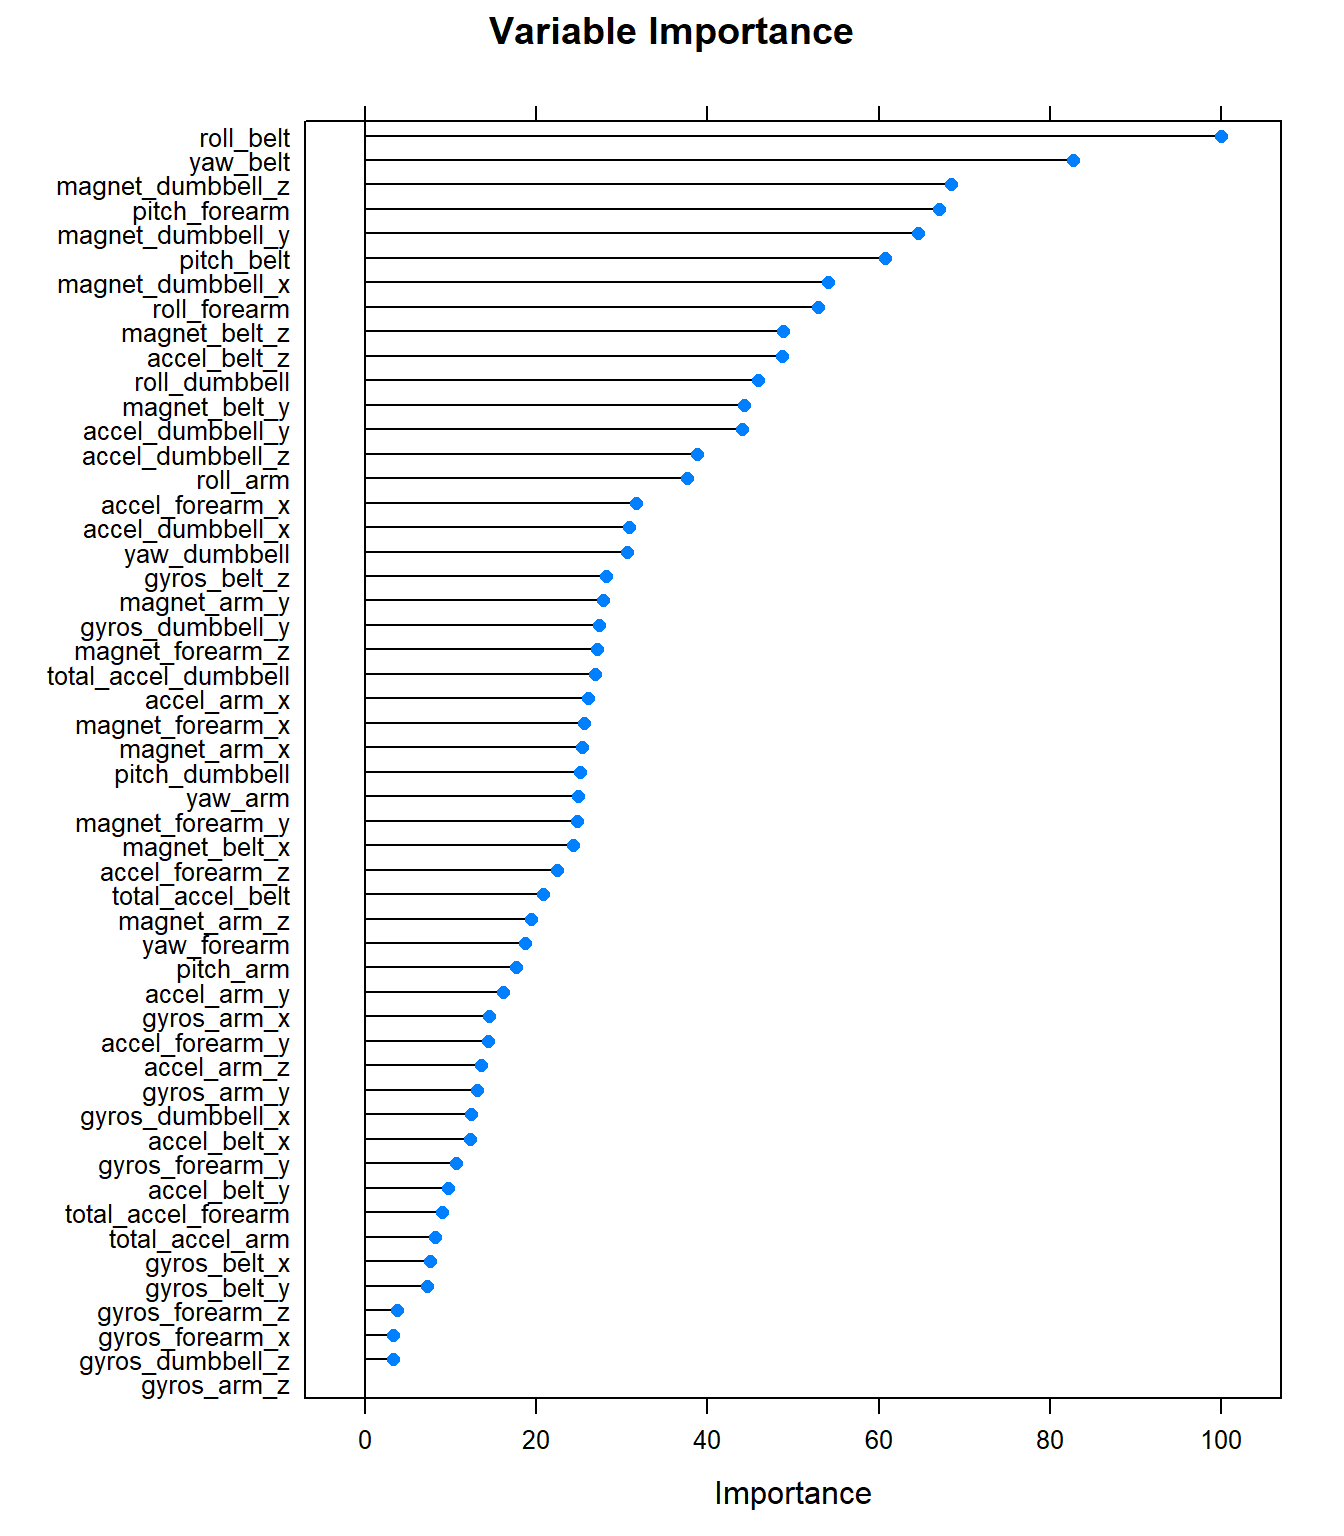 Variable Importance
roll_belt
yaw_belt
magnet_dumbbell_z
pitch_forearm
magnet_dumbbell_y
pitch_belt
magnet_dumbbell_x
roll_forearm
magnet_belt_z
accel_belt_z
roll_dumbbell
magnet_belt_y
accel_dumbbell_y
accel_dumbbell_z
roll_arm
accel_forearm_x
accel_dumbbell_x
yaw_dumbbell
gyros_belt_z
magnet_arm_y
gyros_dumbbell_y
magnet_forearm_z
total_accel_dumbbell
accel_arm_x
magnet_forearm_x
magnet_arm_x
pitch_dumbbell
yaw_arm
magnet_forearm_y
magnet_belt_x
accel_forearm_z
total_accel_belt
magnet_arm_z
yaw_forearm
pitch_arm
accel_arm_y
gyros_arm_x
accel_forearm_y
accel_arm_z
gyros_arm_y
gyros_dumbbell_x
accel_belt_x
gyros_forearm_y
accel_belt_y
total_accel_forearm
total_accel_arm
gyros_belt_x
gyros_belt_y
gyros_forearm_z
gyros_forearm_x
gyros_dumbbell_z
gyros_arm_z
0 20 40 60 80 100
Importance